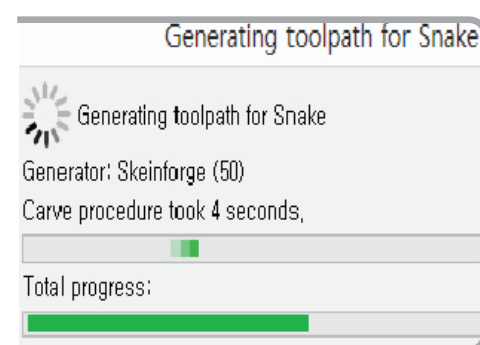 Generating toolpath for Snake
Generating toolpath for Snake
Generator: Skeinforge (50)
Carve procedure took 4 seconds,
Total progress: